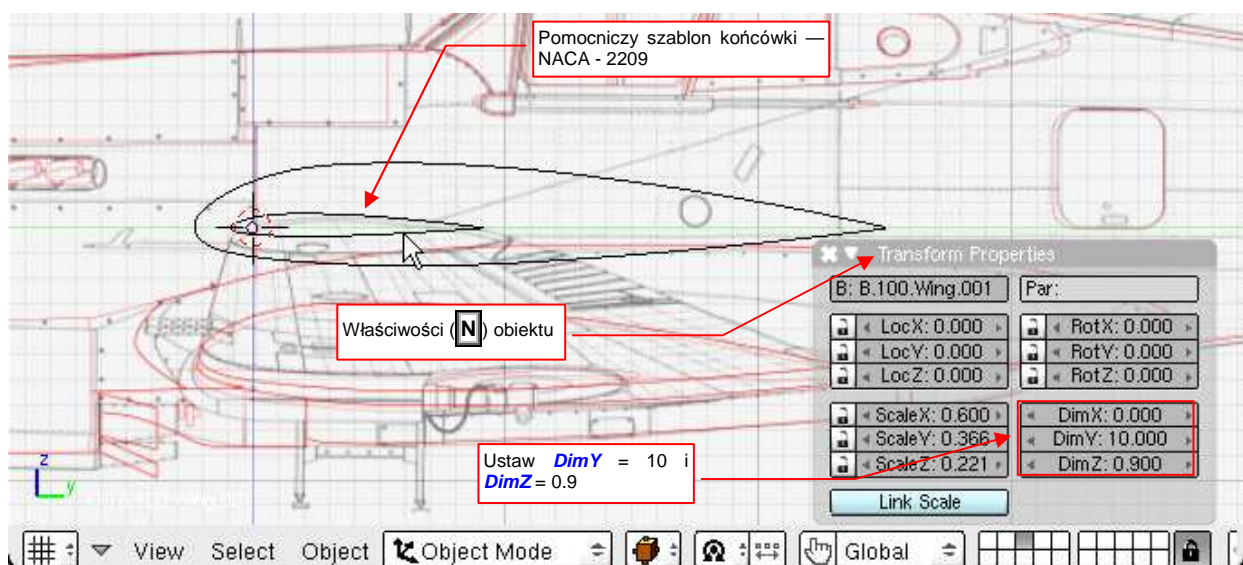 Pomocniczy szablon końcówki —
NACA - 2209
Transform Properties
B: B.100.Wing.001
Par:
Właściwości ( N ) obiektu
LocX: 0.000
RotX: 0.000
LocY: 0.000
RotY: 0.000
LocZ: 0.000
RotZ: 0.000
ScaleX: 0.600
DimX: 0.000
ScaleY: 0.366
DimY: 10.000
ScaleZ: 0.221
DimZ: 0.900
Ustaw DimY = 10 i
DimZ = 0.9
Link Scale
z
y
View Select Object Object Mode Global